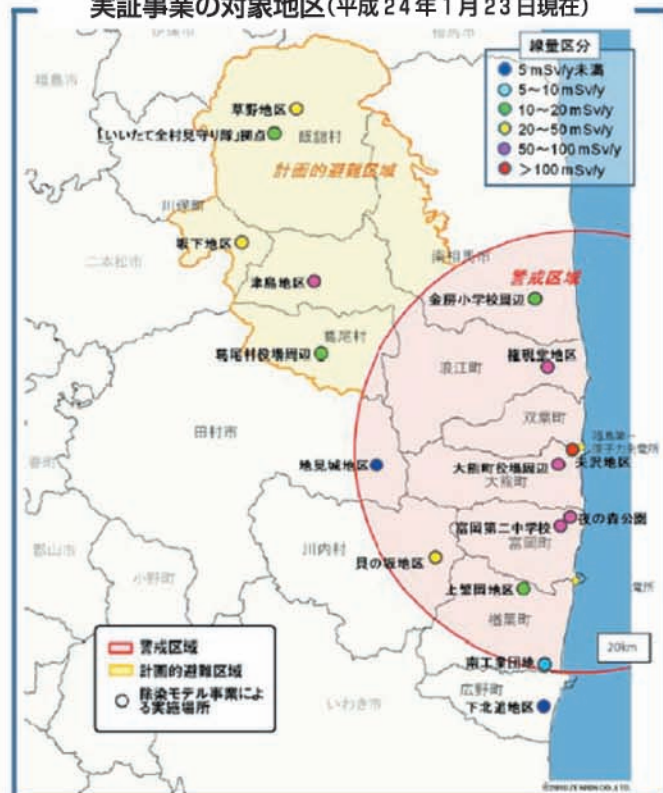 実証事業の対象地区(平成24年1月23日現在)
線量区分
5mSv/y未満
5〜10mSv/y
10〜20mSv/y
20〜50mSv/y
50〜100mSv/y
>100mSv/y
福島市
草野地区
「いいたて全村見守り隊」拠点
飯舘村
計画的避難区域
川俣町
坂下地区
二本松市
南相馬市
警戒区域
津島地区
金房小学校周辺
葛尾村
葛尾村役場周辺
権現堂地区
浪江町
双葉町
田村市
福島第一
原子力発電所
地見城地区
大熊町役場周辺
夫沢地区
大熊町
夜の森公園
富岡第二中学校
富岡町
郡山市
川内村
貝の坂地区
小野町
上繁岡地区
楢葉町
電所
20km
警戒区域
計画的避難区域
除染モデル事業によ
る実施場所
南工業団地
広野町
いわき市
下北迫地区